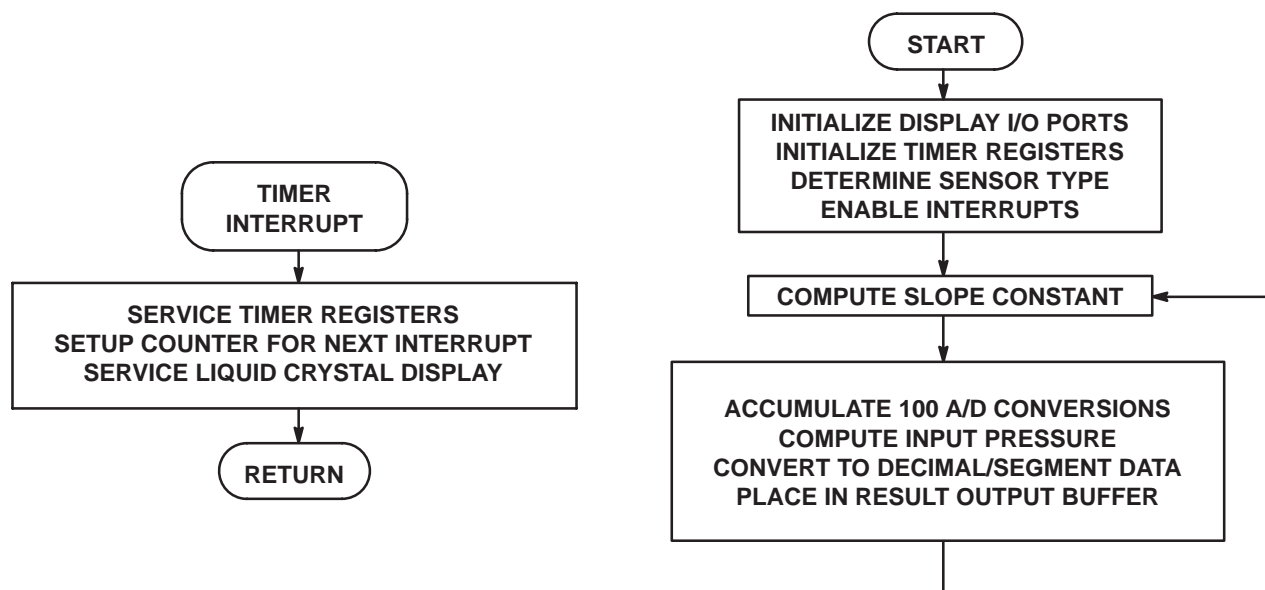 TIMER
INTERRUPT
SERVICE TIMER REGISTERS
SETUP COUNTER FOR NEXT INTERRUPT
SERVICE LIQUID CRYSTAL DISPLAY
RETURN
START
INITIALIZE DISPLAY I/O PORTS
INITIALIZE TIMER REGISTERS
DETERMINE SENSOR TYPE
ENABLE INTERRUPTS
COMPUTE SLOPE CONSTANT
ACCUMULATE 100 A/D CONVERSIONS
COMPUTE INPUT PRESSURE
CONVERT TO DECIMAL/SEGMENT DATA
PLACE IN RESULT OUTPUT BUFFER